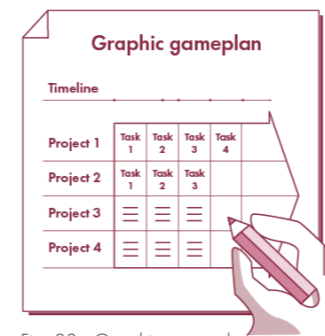 Graphic gameplan
Timeline
Project 1 Task 1 Task 2 Task 3 Task 4
Project 2 Task 1 Task 2 Task 3
Project 3
Project 4